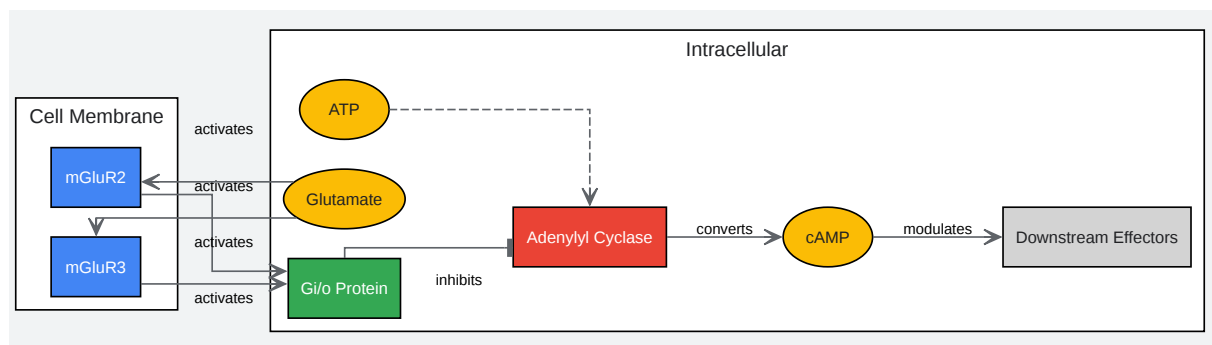 Intracellular
Cell Membrane
ATP
activates
mGluR2
activates
Glutamate
Adenylyl Cyclase
converts
cAMP
modulates
Downstream Effectors
activates
mGluR3
inhibits
Gi/o Protein
activates